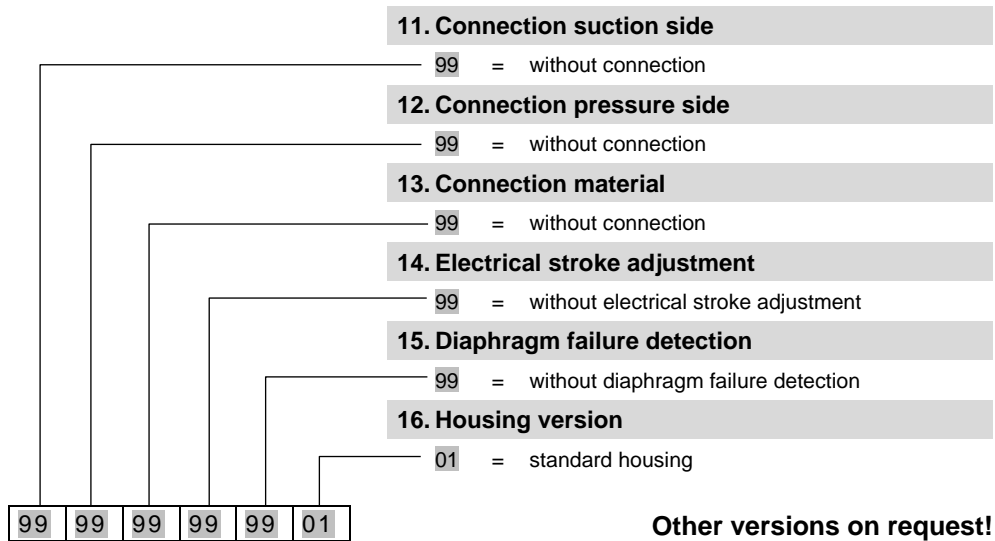 11. Connection suction side
99 = without connection
12. Connection pressure side
99 = without connection
13. Connection material
99 = without connection
14. Electrical stroke adjustment
99 = without electrical stroke adjustment
15. Diaphragm failure detection
99 = without diaphragm failure detection
16. Housing version
01 = standard housing
99 99 99 99 99 01
Other versions on request!